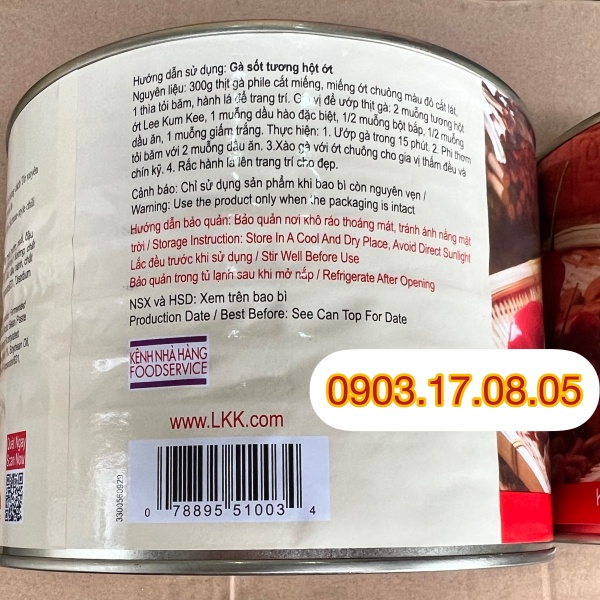 Hướng dẫn sử dụng: Gà sốt tương hột ớt
Nguyên liệu: 300g thịt gà phile cắt miếng, miếng ớt chuông màu đỏ cắt lát,
1 thìa tỏi băm, hành lá để trang trí. Gia vị để ướp thịt gà: 2 muỗng tương hột
ớt Lee Kum Kee, 1 muỗng dầu hào đặc biệt, 1/2 muỗng bột bắp, 1/2 muỗng
dầu ăn, 1 muỗng giấm trắng. Thực hiện: 1. Ướp gà trong 15 phút. 2. Phi thơm
tỏi băm với 2 muỗng dầu ăn. 3.Xào gà với ớt chuông cho gia vị thấm đều và
chín kỹ. 4. Rắc hành lá lên trang trí cho đẹp.
Cảnh báo: Chỉ sử dụng sản phẩm khi bao bì còn nguyên vẹn /
Warning: Use the product only when the packaging is intact
Hướng dẫn bảo quản: Bảo quản nơi khô ráo thoáng mát, tránh ánh nắng mặt
trời / Storage Instruction: Store In A Cool And Dry Place, Avoid Direct Sunlight
Lắc đều trước khi sử dụng / Stir Well Before Use
Bảo quản trong tủ lạnh sau khi mở nắp / Refrigerate After Opening
NSX và HSD: Xem trên bao bì
Production Date / Best Before: See Can Top For Date
KÊNH NHÀ HÀNG
FOODSERVICE
0903.17.08.05
www.LKK.com
Quét Ngay
Scan Now
0 78895 51003 4